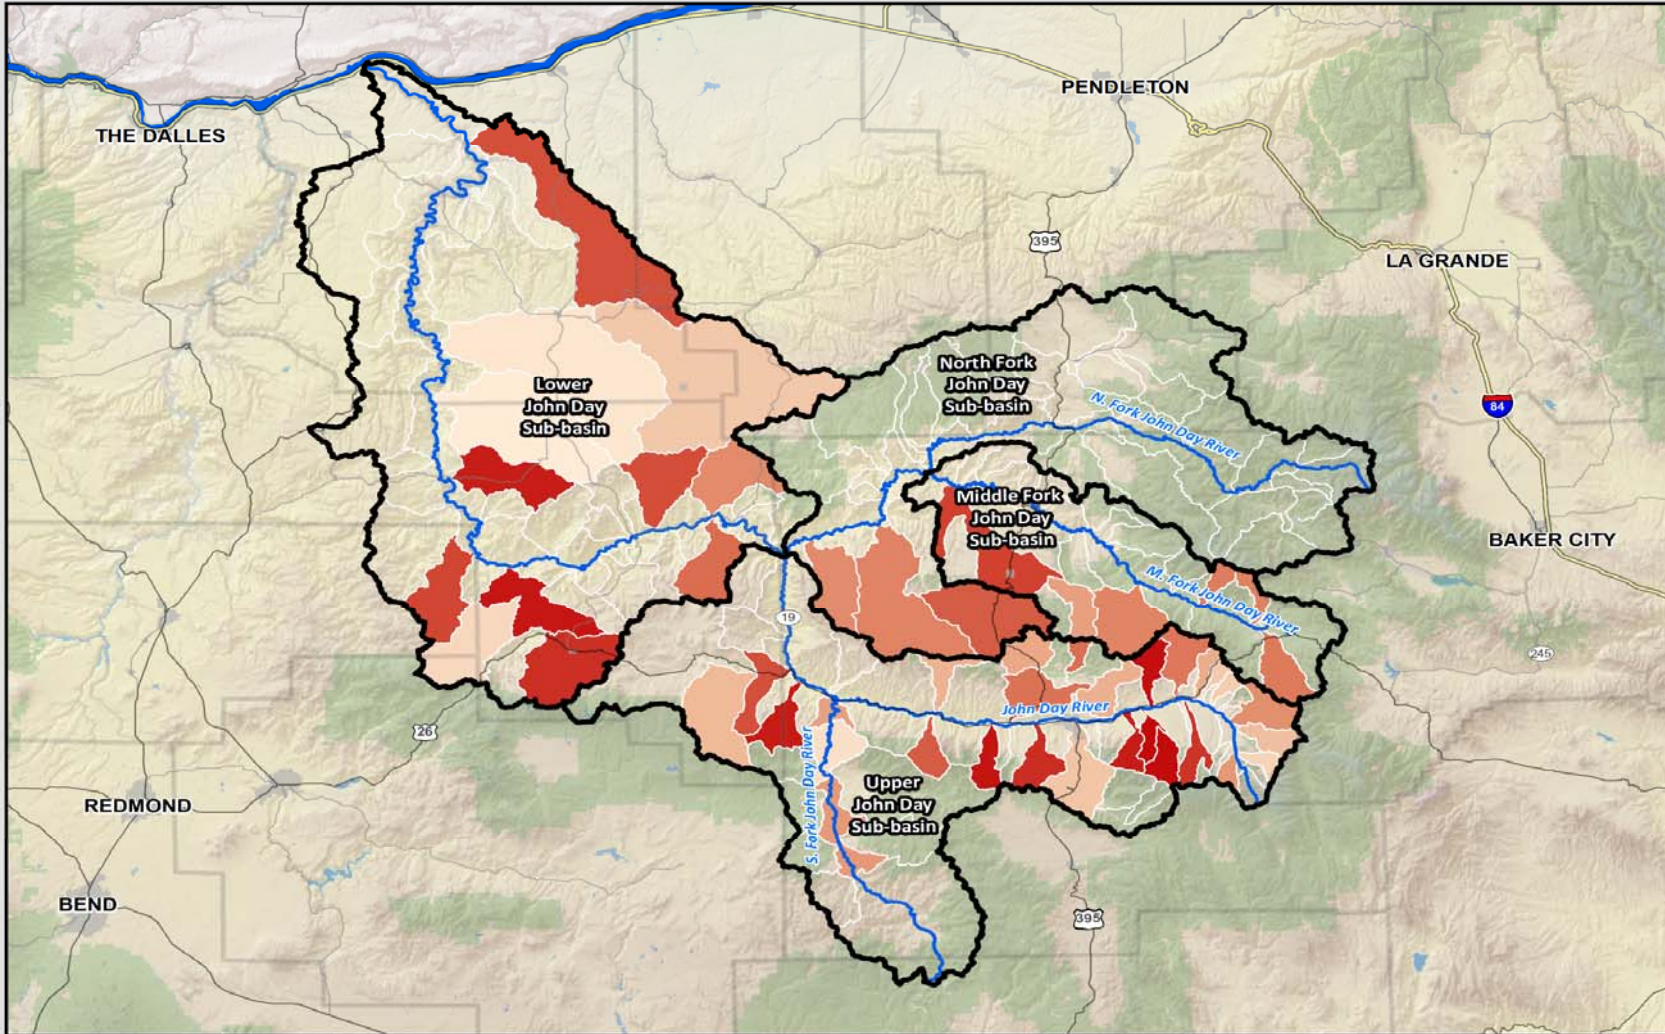 PENDLETON
THE DALLES
395
LA GRANDE
North Fork
John Day
Sub-basin
Lower
John Day
Sub-basin
N. Fork John Day River
84
Middle Fork
John Day
Sub-basin
BAKER CITY
M. Fork John Day River
19
245
John Day River
26
S. Fork John Day River
Upper
John Day
Sub-basin
REDMOND
BEND
395